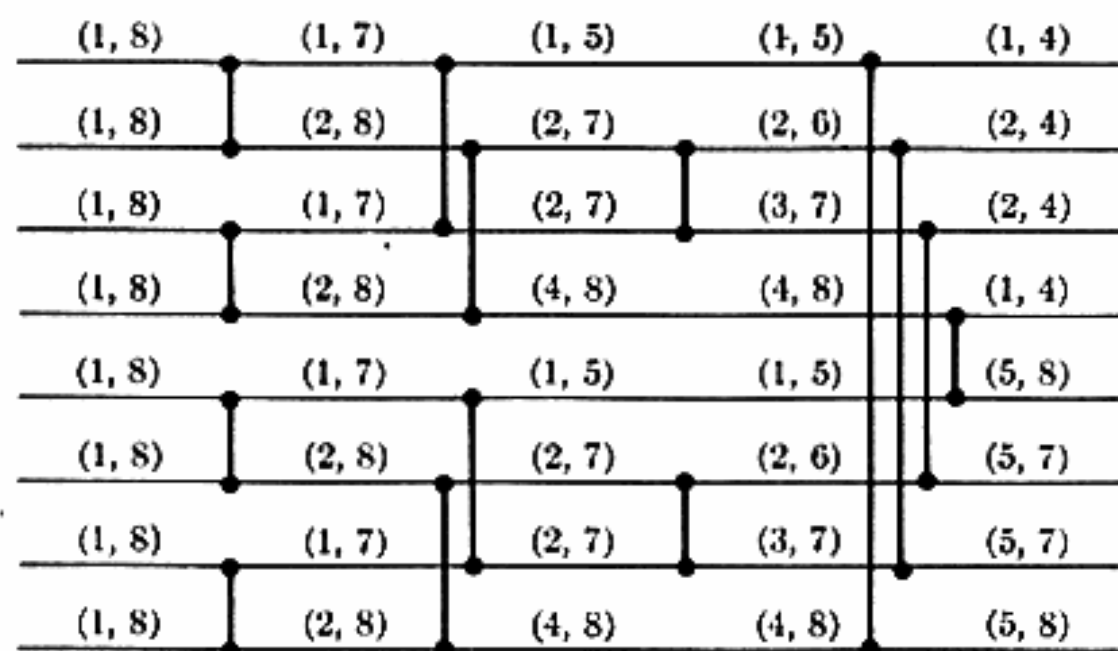 (1, 8) (1, 7) (1, 5) (1, 5) (1, 4)
(1, 8) (2, 8) (2, 7) (2, 6) (2, 4)
(1, 8) (1, 7) (2, 7) (3, 7) (2, 4)
(1, 8) (2, 8) (4, 8) (4, 8) (1, 4)
(1, 8) (1, 7) (1, 5) (1, 5) (5, 8)
(1, 8) (2, 8) (2, 7) (2, 6) (5, 7)
(1, 8) (1, 7) (2, 7) (3, 7) (5, 7)
(1, 8) (2, 8) (4, 8) (4, 8) (5, 8)